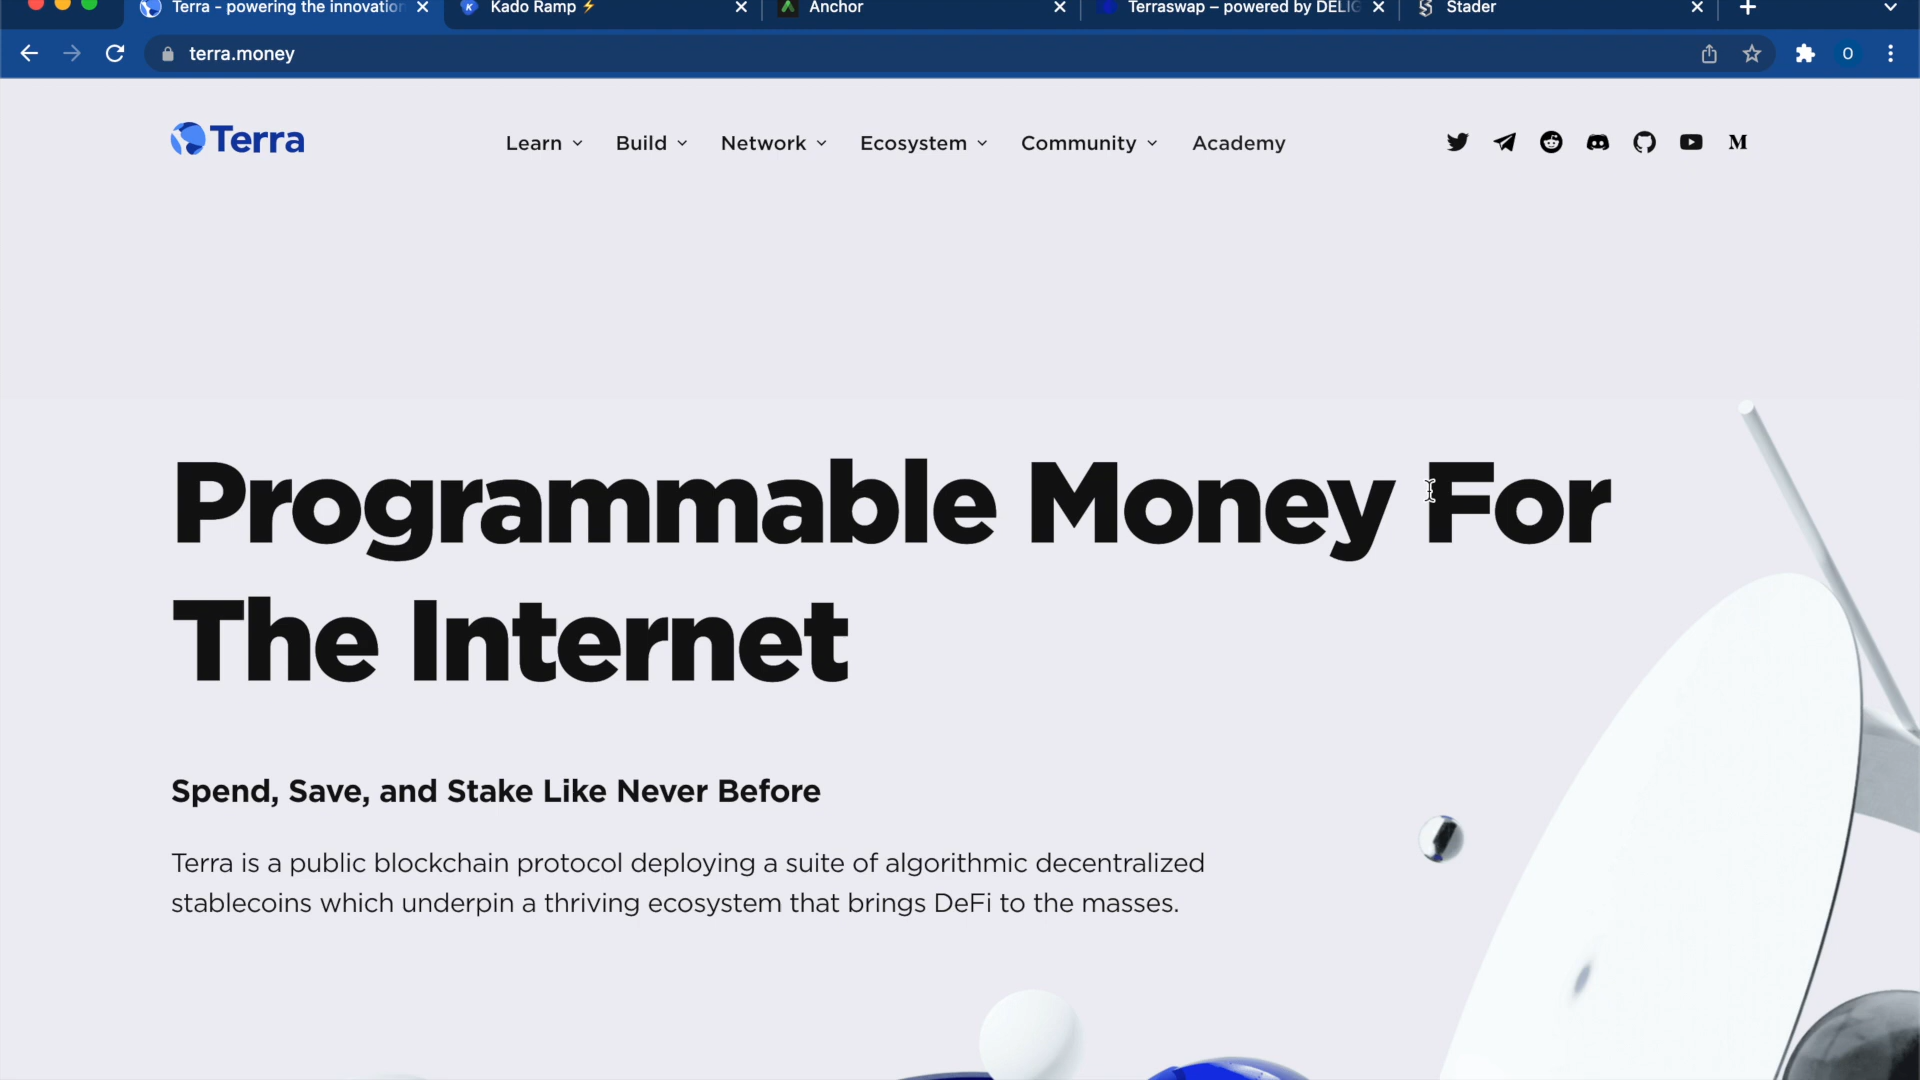 Terra - powering the innovation
Kado Ramp ⚡
Anchor
Terraswap – powered by DELIG
Stader
terra.money
O
Terra
Learn
Build
Network
Ecosystem
Community
Academy
M
Programmable Money For
The Internet
Spend, Save, and Stake Like Never Before
Terra is a public blockchain protocol deploying a suite of algorithmic decentralized
stablecoins which underpin a thriving ecosystem that brings DeFi to the masses.